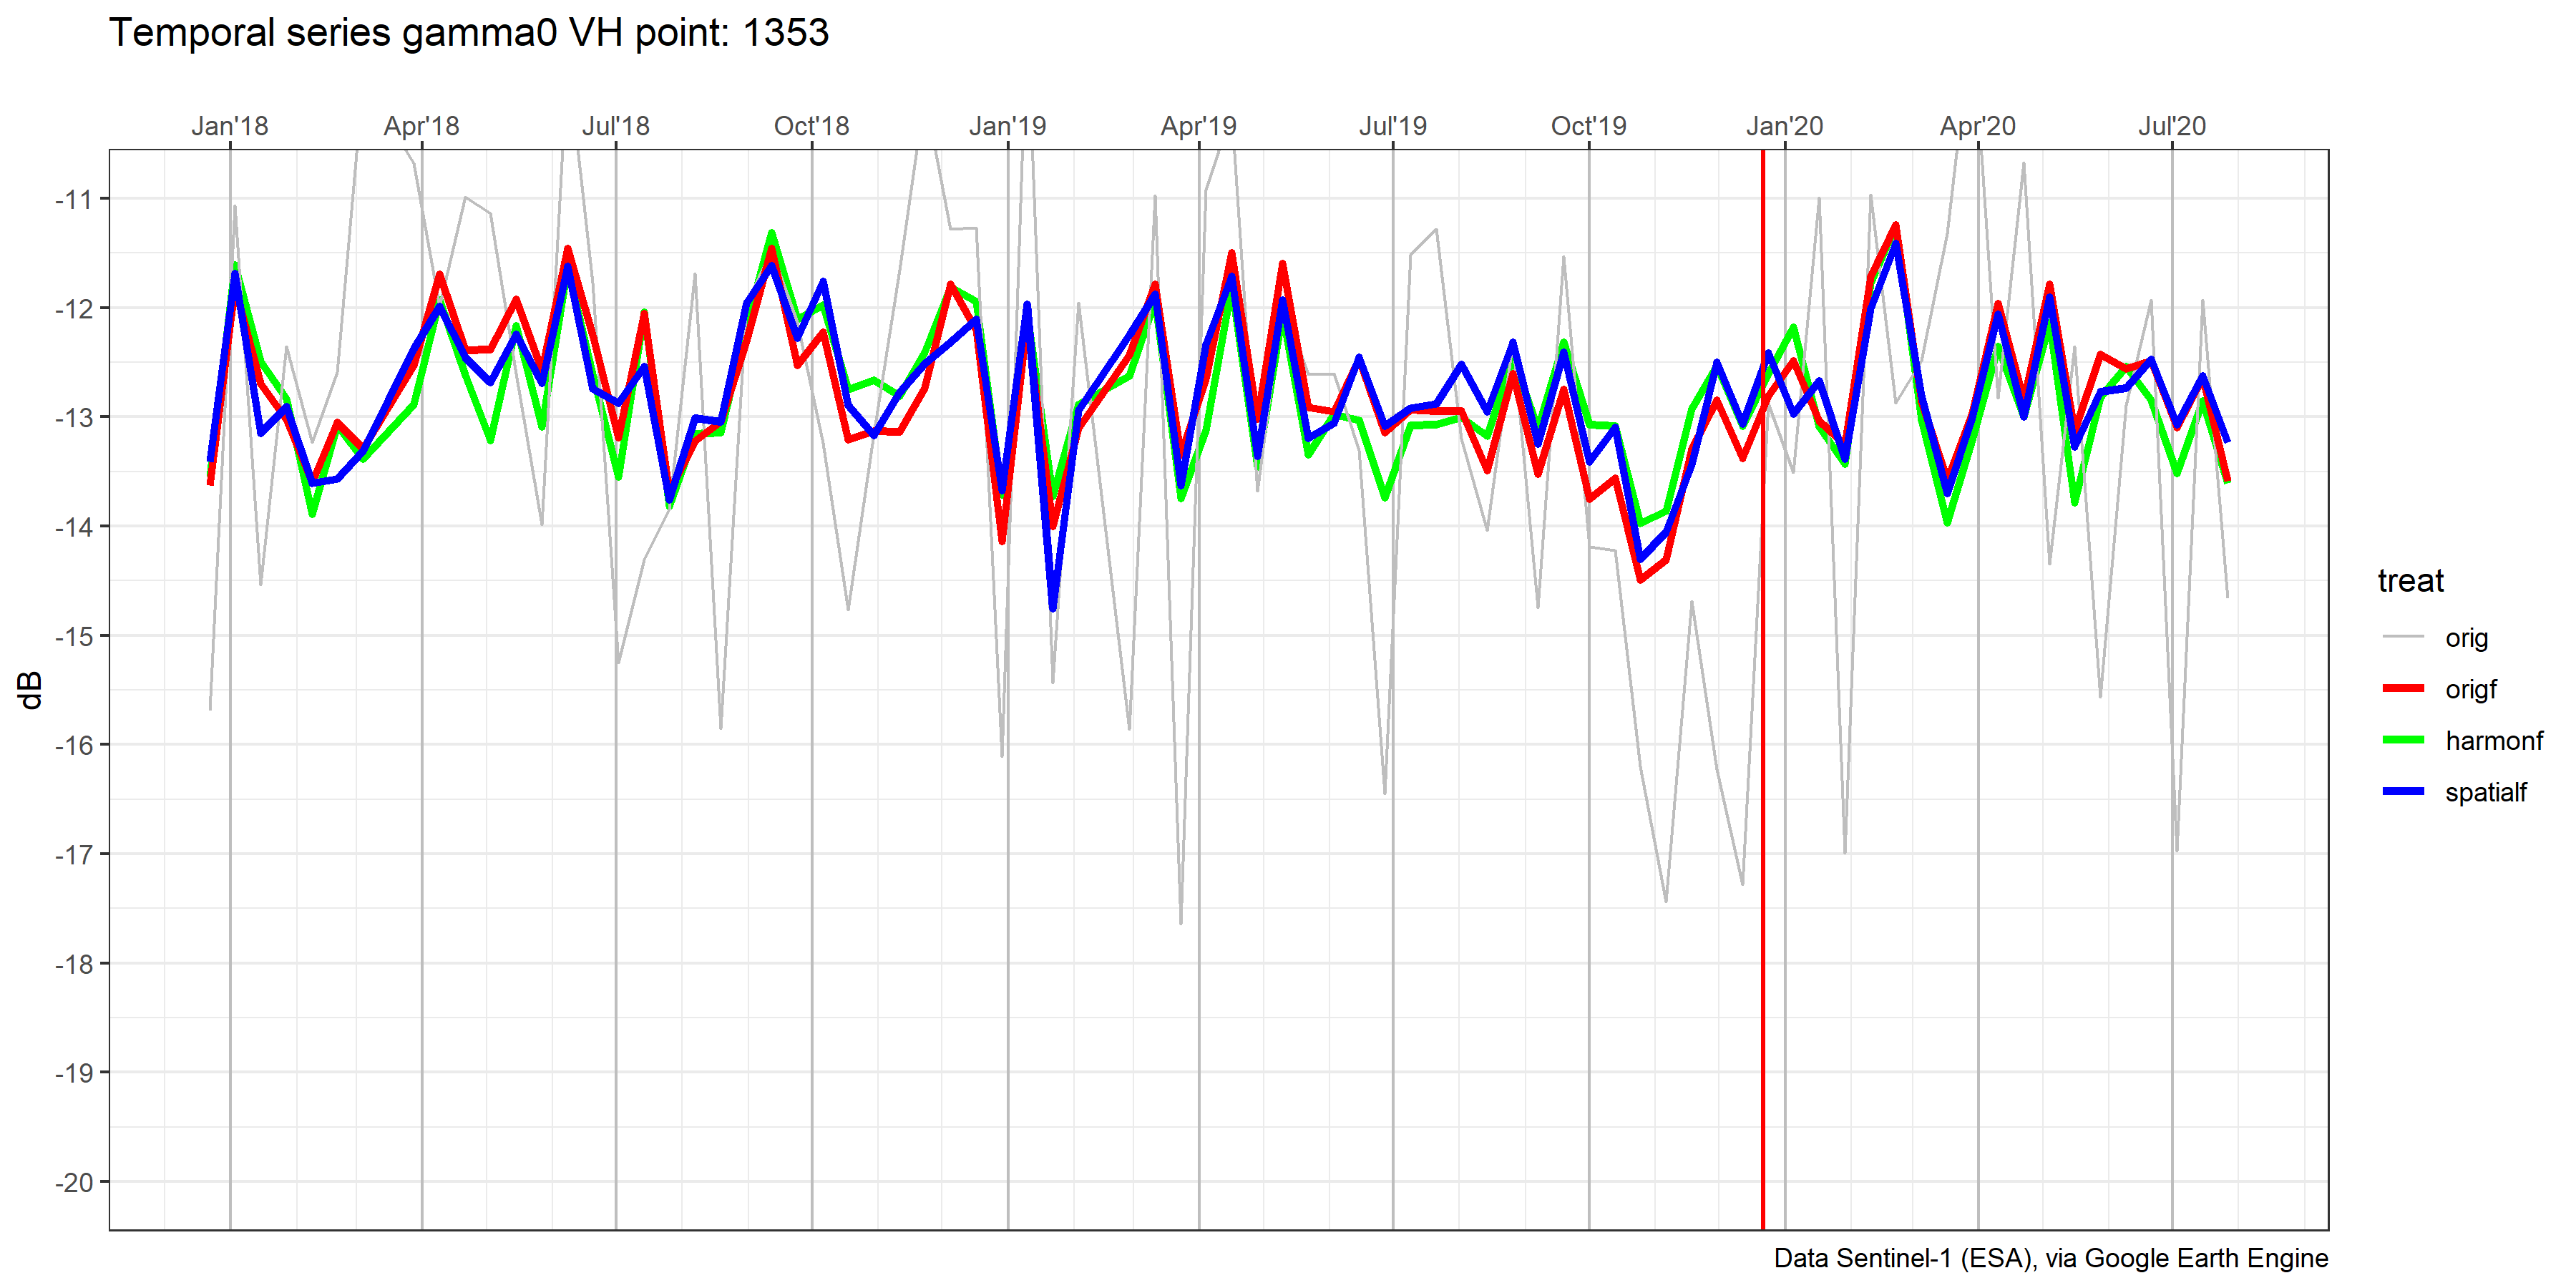 Temporal series gamma0 VH point: 1353
Jan'18 Apr'18 Jul'18 Oct'18 Jan'19 Apr'19 Jul'19 Oct'19 Jan'20 Apr'20 Jul'20
-11
-12
-13
-14
-15
-16
-17
-18
-19
-20
dB
treat
orig
origf
harmonf
spatialf
Data Sentinel-1 (ESA), via Google Earth Engine